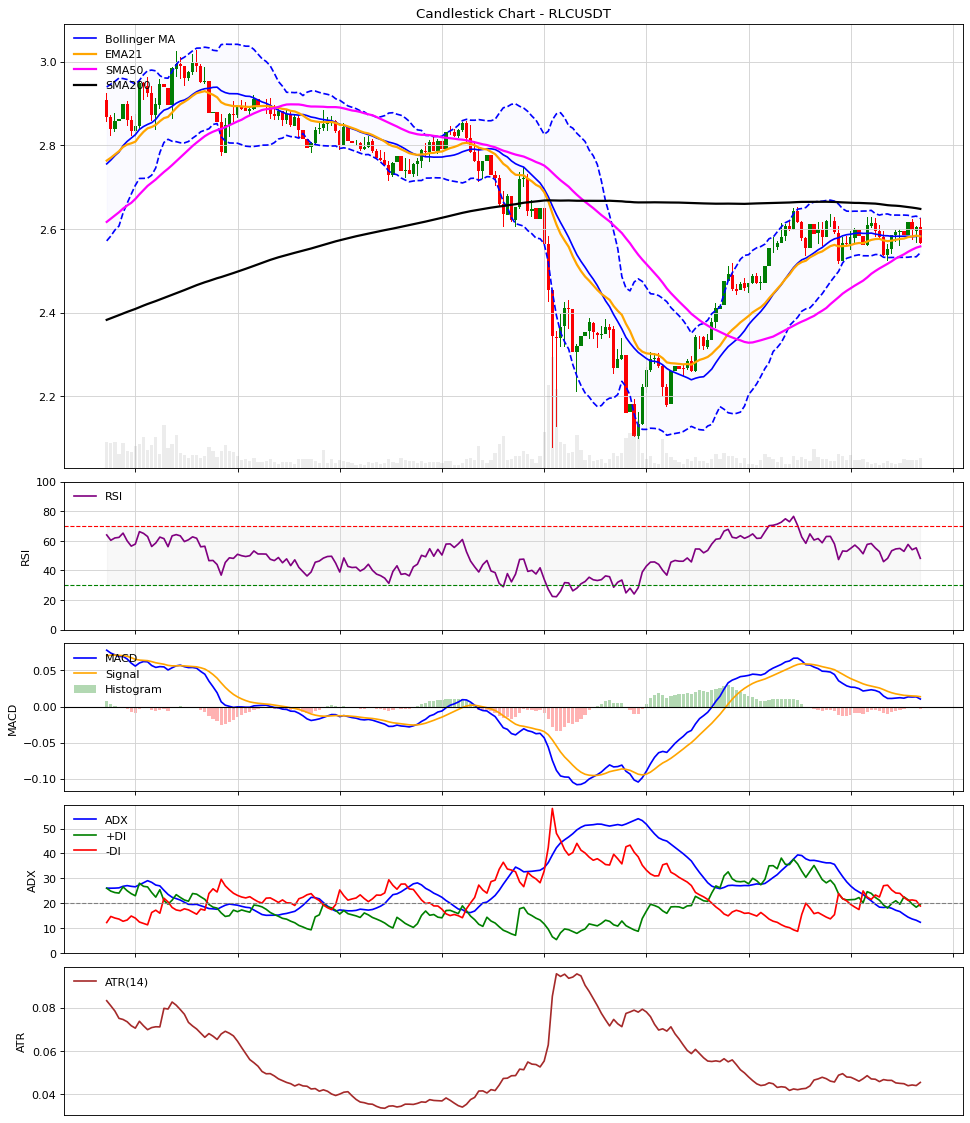 Candlestick Chart - RLCUSDT
Bollinger MA
EMA21
SMA50
SMA200
3.0
2.8
2.6
2.4
2.2
RSI
100
80
60
40
20
0
RSI
MACD
Signal
Histogram
0.05
0.00
−0.05
−0.10
MACD
ADX
+DI
-DI
50
40
30
20
10
0
ADX
ATR(14)
0.08
0.06
0.04
ATR